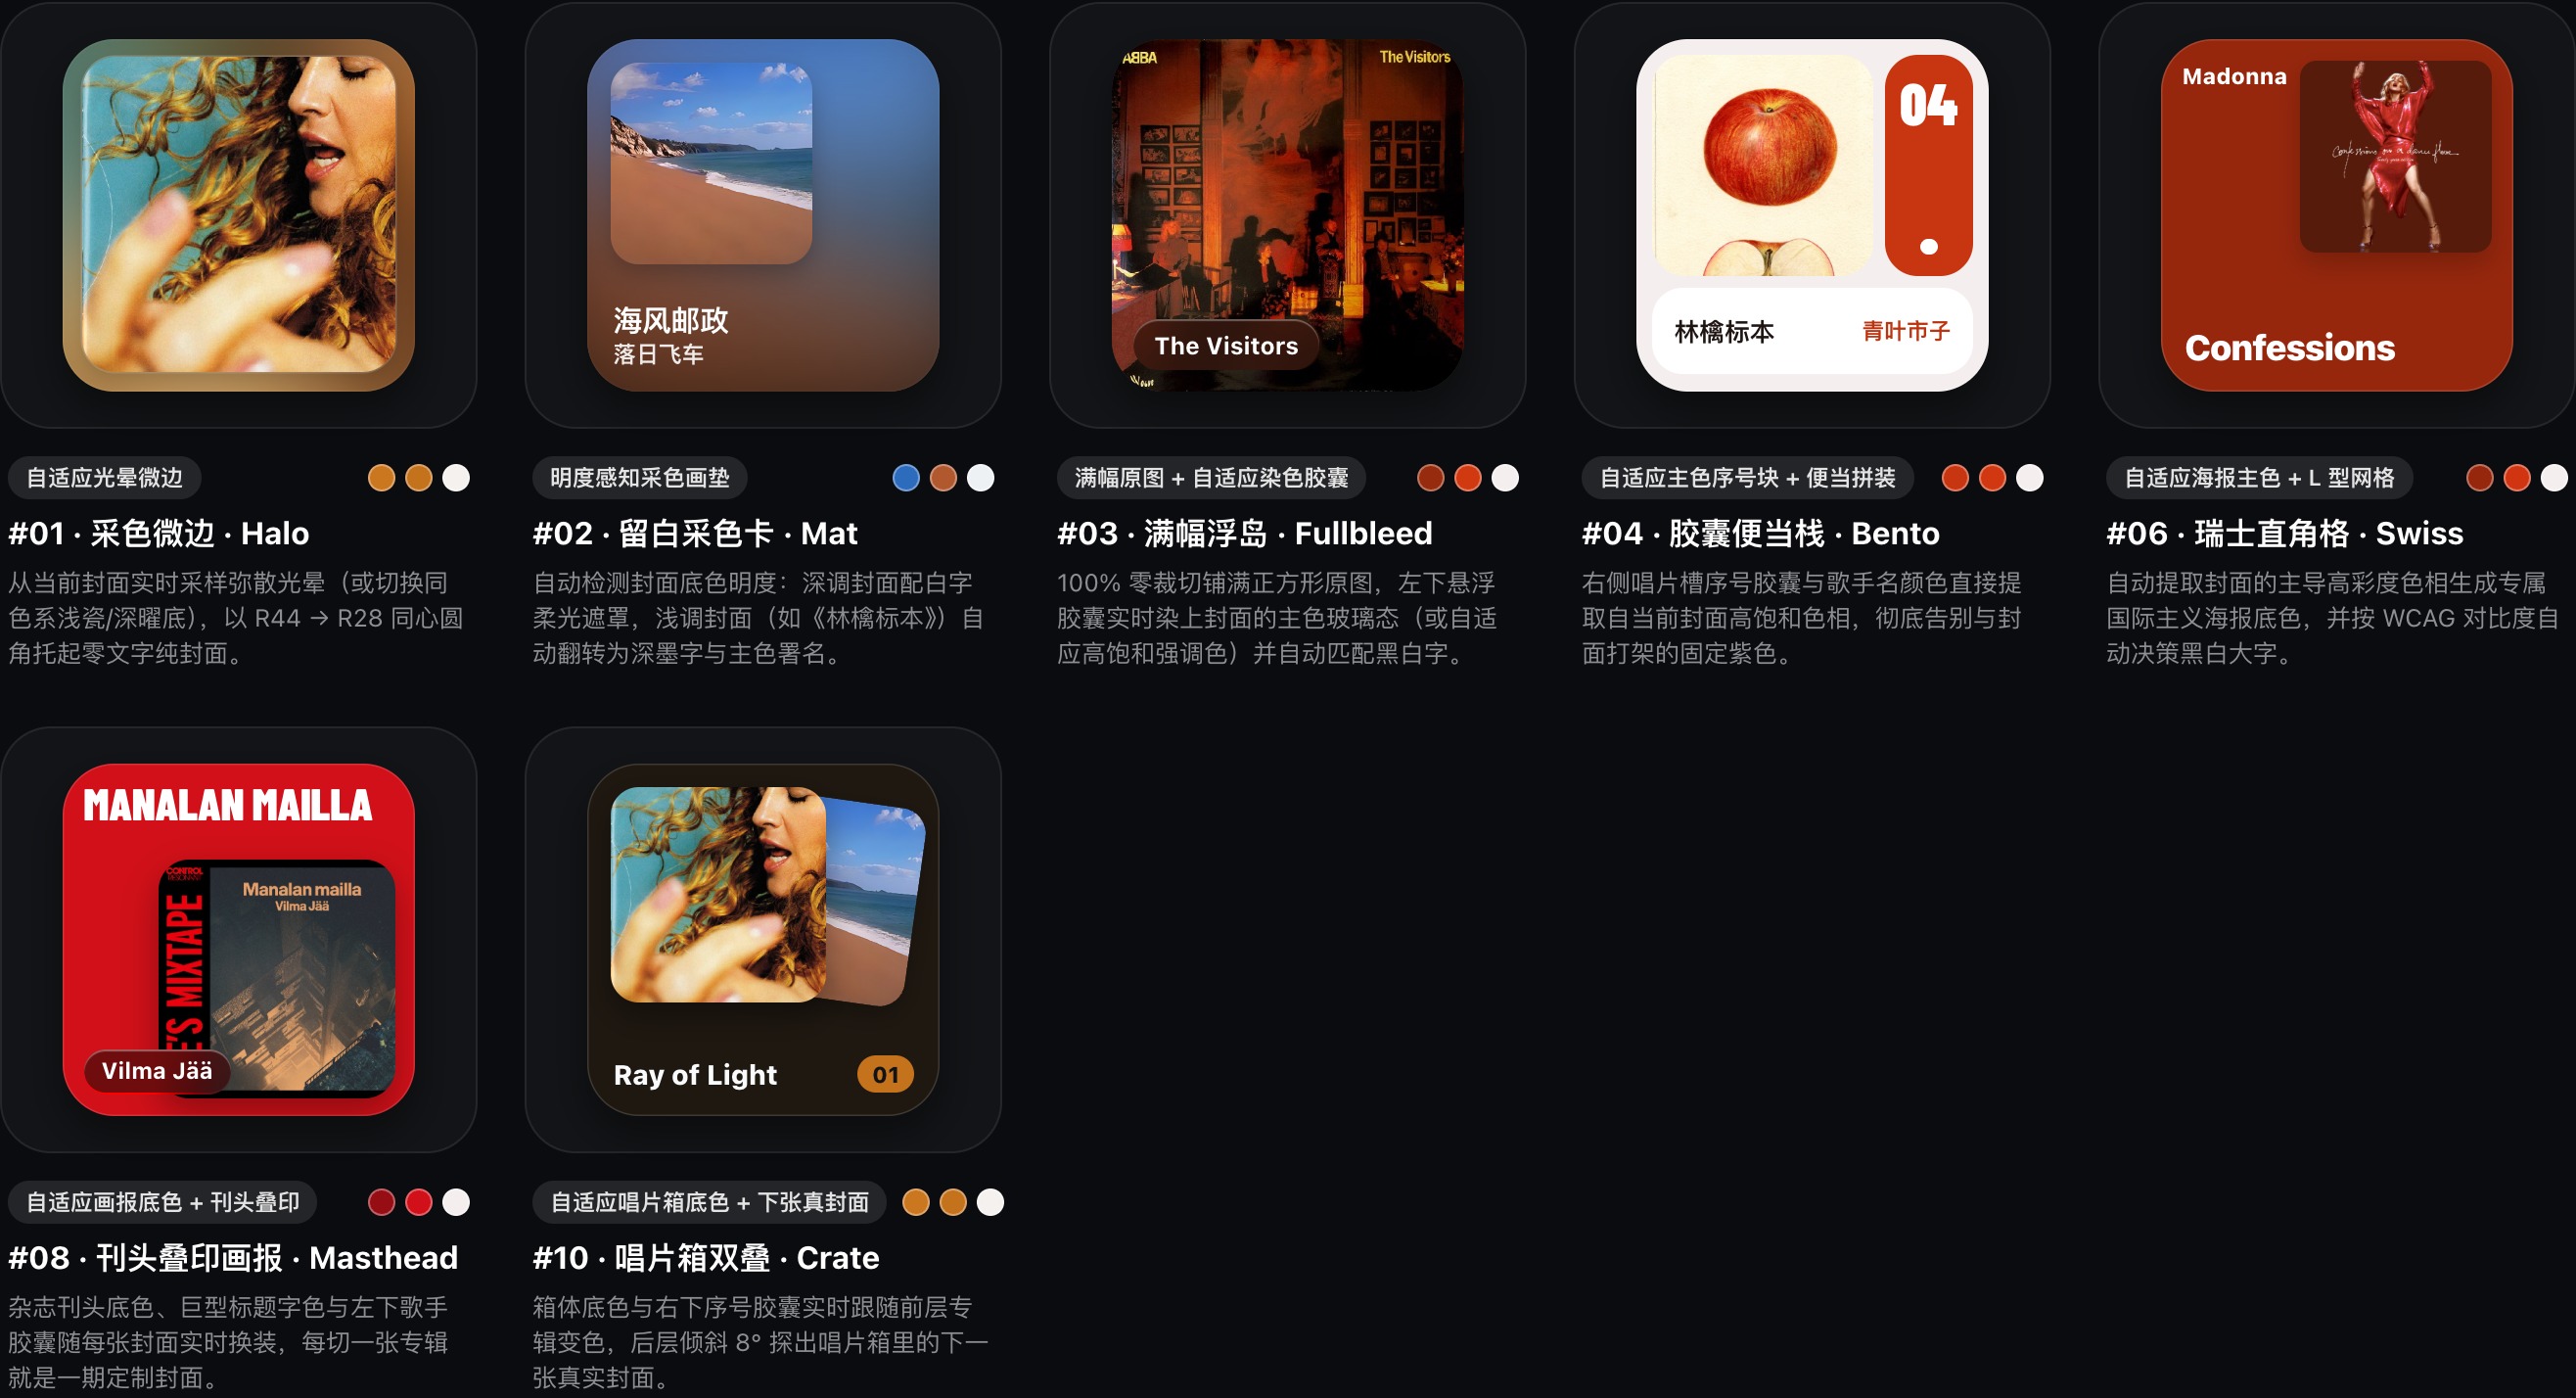 ABBA
The Visitors
The Visitors
04
林檎标本
青叶市子
Madonna
Confessions on a dance floor
Confessions
海风邮政
落日飞车
自适应光晕微边
#01 · 采色微边 · Halo
从当前封面实时采样弥散光晕（或切换同
色系浅瓷/深曜底），以 R44 → R28 同心圆
角托起零文字纯封面。
明度感知采色画垫
#02 · 留白采色卡 · Mat
自动检测封面底色明度：深调封面配白字
柔光遮罩，浅调封面（如《林檎标本》）自
动翻转为深墨字与主色署名。
满幅原图 + 自适应染色胶囊
#03 · 满幅浮岛 · Fullbleed
100% 零裁切铺满正方形原图，左下悬浮
胶囊实时染上封面的主色玻璃态（或自适
应高饱和强调色）并自动匹配黑白字。
自适应主色序号块 + 便当拼装
#04 · 胶囊便当栈 · Bento
右侧唱片槽序号胶囊与歌手名颜色直接提
取自当前封面高饱和色相，彻底告别与封
面打架的固定紫色。
自适应海报主色 + L 型网格
#06 · 瑞士直角格 · Swiss
自动提取封面的主导高彩度色相生成专属
国际主义海报底色，并按 WCAG 对比度自
动决策黑白大字。
MANALAN MAILLA
CONTROL
Manalan mailla
Vilma Jää
E'S MIXTAPE
Vilma Jää
自适应画报底色 + 刊头叠印
#08 · 刊头叠印画报 · Masthead
杂志刊头底色、巨型标题字色与左下歌手
胶囊随每张封面实时换装，每切一张专辑
就是一期定制封面。
Ray of Light
01
自适应唱片箱底色 + 下张真封面
#10 · 唱片箱双叠 · Crate
箱体底色与右下序号胶囊实时跟随前层专
辑变色，后层倾斜 8° 探出唱片箱里的下一
张真实封面。